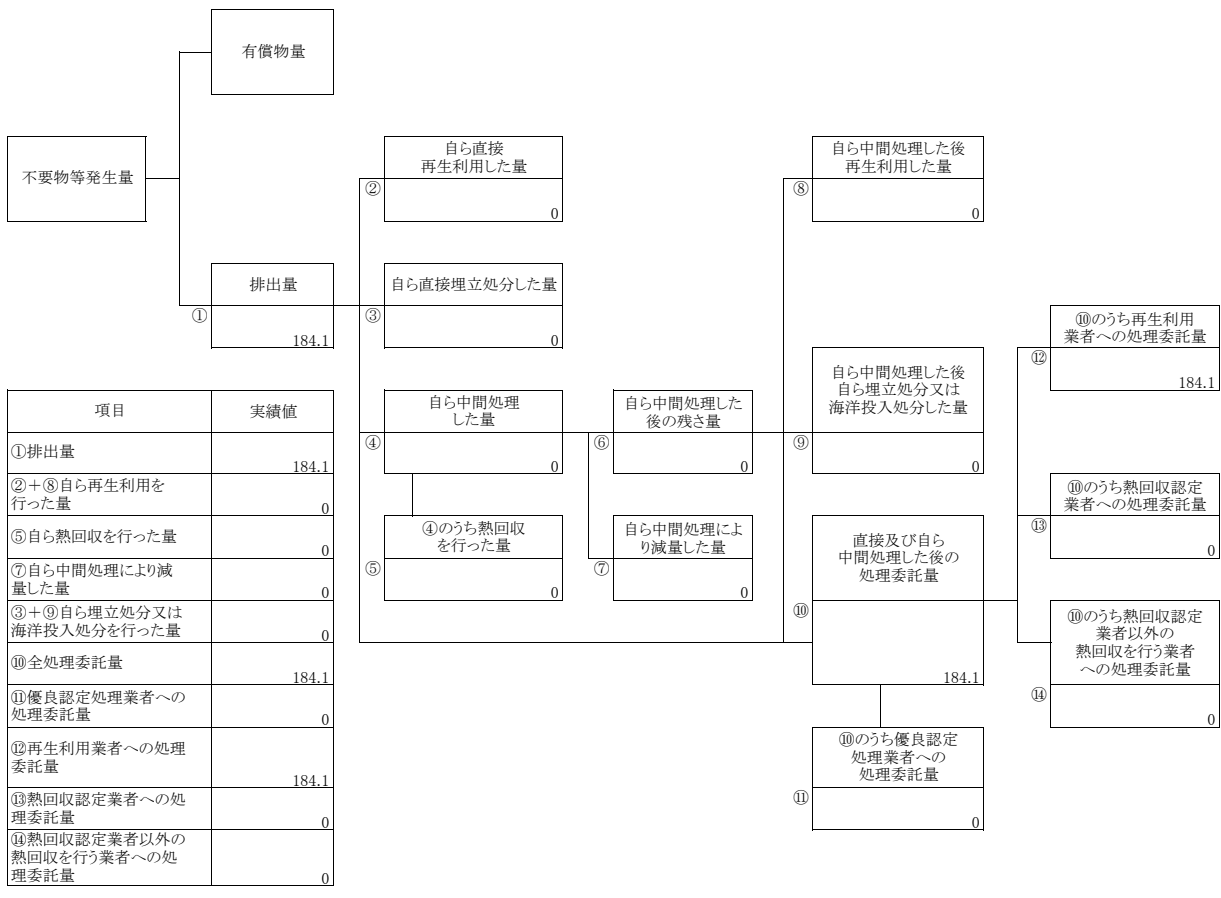 有償物量
不要物等発生量
自ら直接
再生利用した量
②
0
自ら中間処理した後
再生利用した量
⑧
0
排出量
①
184.1
自ら直接埋立処分した量
③
0
⑩のうち再生利用
業者への処理委託量
⑫
184.1
自ら中間処理
した量
④
0
自ら中間処理した
後の残さ量
⑥
0
自ら中間処理した後
自ら埋立処分又は
海洋投入処分した量
⑨
0
⑩のうち熱回収認定
業者への処理委託量
⑬
0
④のうち熱回収
を行った量
⑤
0
自ら中間処理によ
り減量した量
⑦
0
直接及び自ら
中間処理した後の
処理委託量
⑩
184.1
⑩のうち熱回収認定
業者以外の
熱回収を行う業者
への処理委託量
⑭
0
⑩のうち優良認定
処理業者への
処理委託量
⑪
0
項目 実績値
①排出量
184.1
②＋⑧自ら再生利用を
行った量
0
⑤自ら熱回収を行った量
0
⑦自ら中間処理により減
量した量
0
③＋⑨自ら埋立処分又は
海洋投入処分を行った量
0
⑩全処理委託量
184.1
⑪優良認定処理業者への
処理委託量
0
⑫再生利用業者への処理
委託量
184.1
⑬熱回収認定業者への処
理委託量
0
⑭熱回収認定業者以外の
熱回収を行う業者への処
理委託量
0